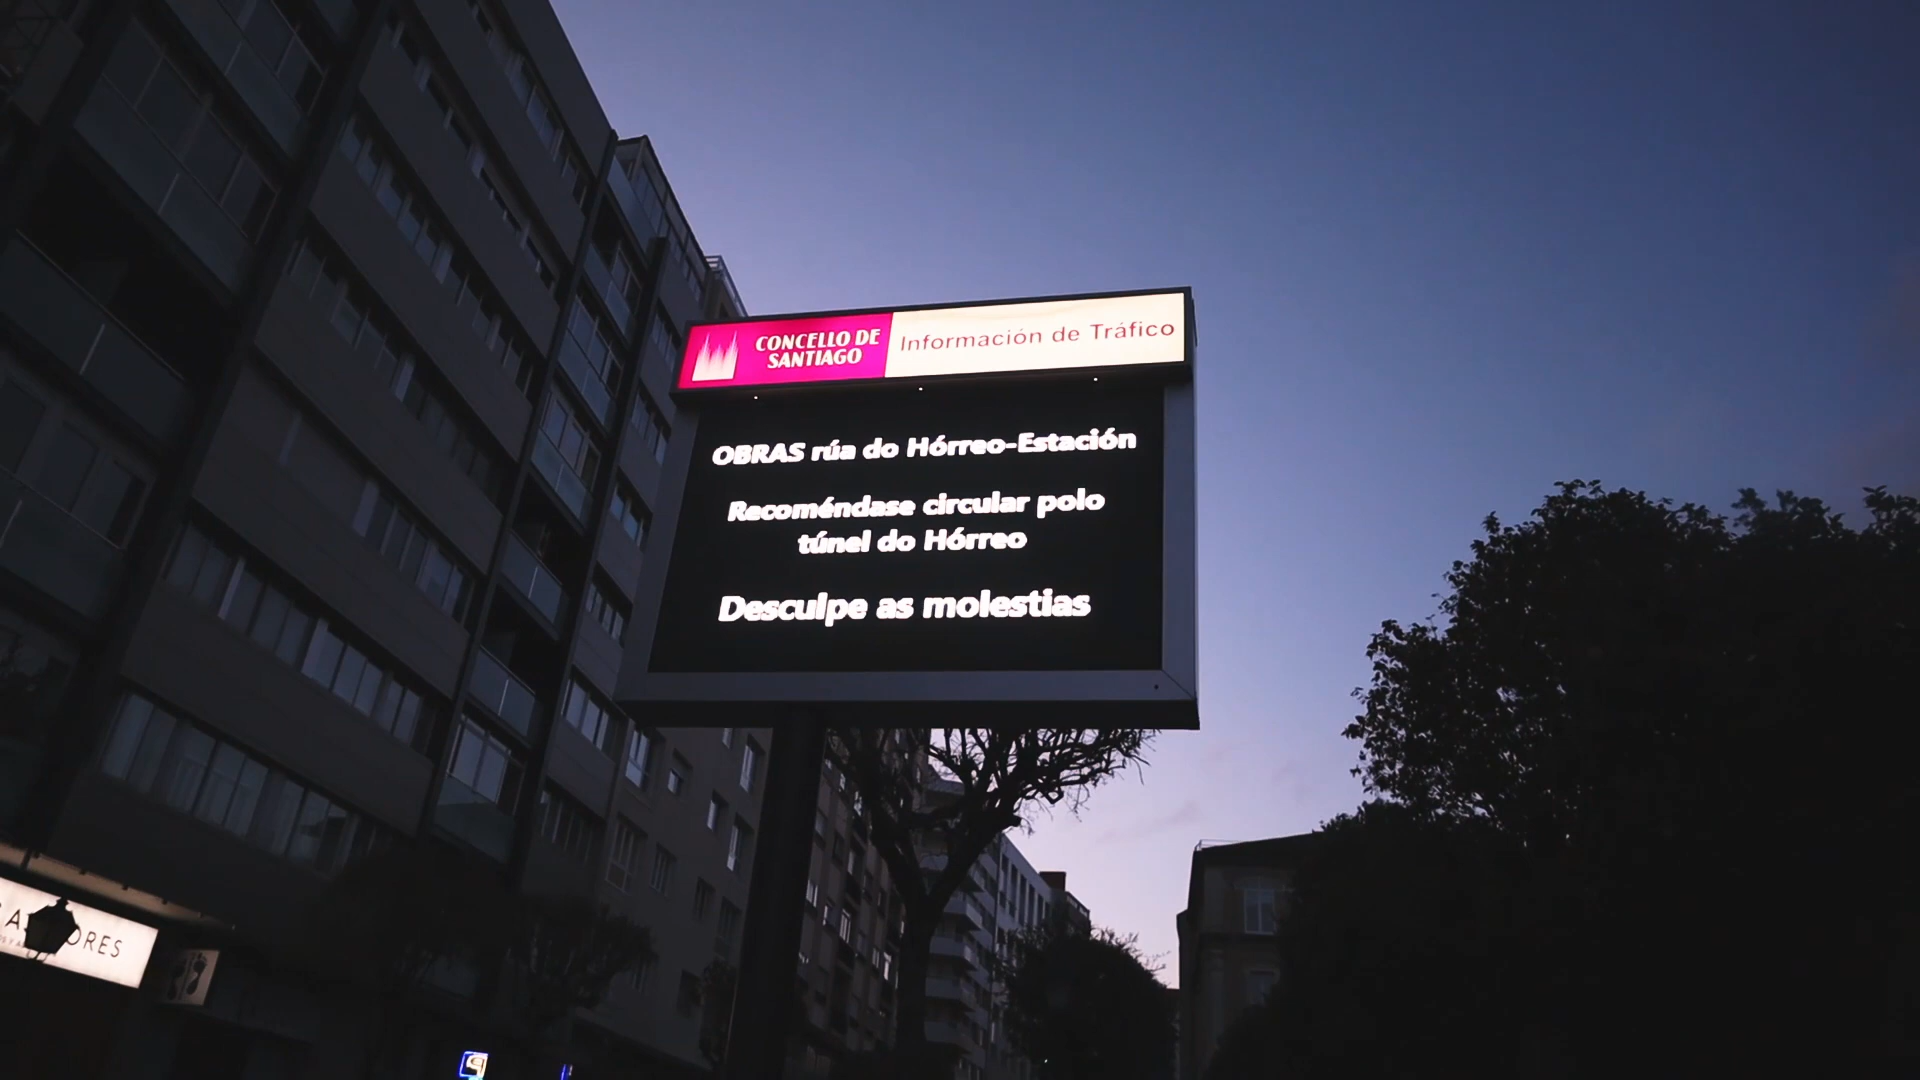 CONCELLO DE
SANTIAGO
Información de Tráfico
OBRAS rúa do Hórreo-Estación
Recoméndase circular polo
túnel do Hórreo
Desculpe as molestias